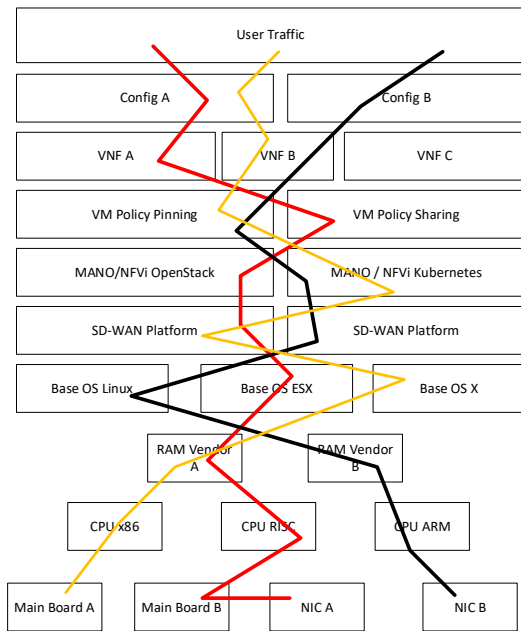 User Traffic
Config A
Config B
VNF A
VNF B
VNF C
VM Policy Pinning
VM Policy Sharing
MANO/NFVi OpenStack
MANO / NFVi Kubernetes
SD-WAN Platform
SD-WAN Platform
Base OS Linux
Base OS ESX
Base OS X
RAM Vendor
A
RAM Vendor
B
CPU x86
CPU RISC
CPU ARM
Main Board A
Main Board B
NIC A
NIC B